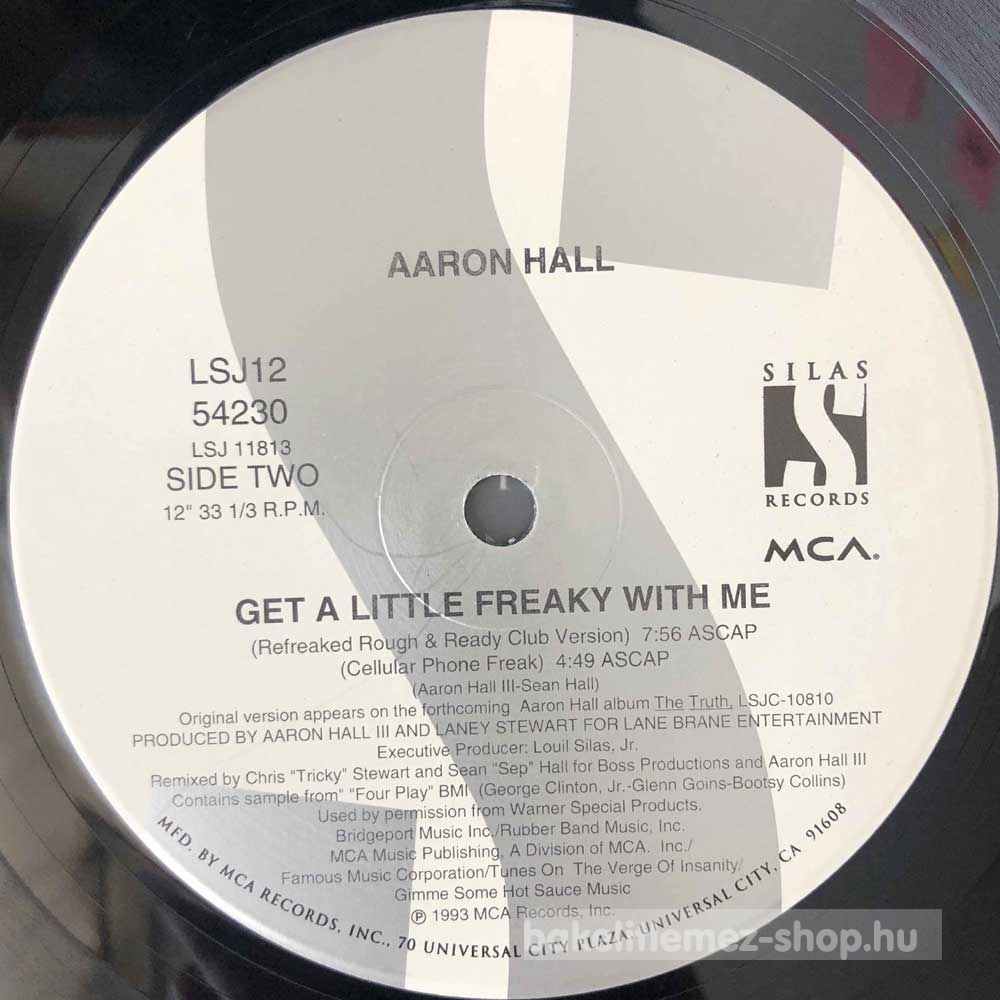 AARON HALL
LSJ12
54230
LSJ 11813
SIDE TWO
12" 33 1/3 R.P.M.
SILAS
S
RECORDS
MCA®
GET A LITTLE FREAKY WITH ME
(Refreaked Rough & Ready Club Version) 7:56 ASCAP
(Cellular Phone Freak) 4:49 ASCAP
(Aaron Hall III-Sean Hall)
Original version appears on the forthcoming Aaron Hall album The Truth, LSJC-10810
PRODUCED BY AARON HALL III AND LANEY STEWART FOR LANE BRANE ENTERTAINMENT
Executive Producer: Louil Silas, Jr.
Remixed by Chris "Tricky" Stewart and Sean "Sep" Hall for Boss Productions and Aaron Hall III
Contains sample from" "Four Play" BMI (George Clinton, Jr.-Glenn Goins-Bootsy Collins)
Used by permission from Warner Special Products.
Bridgeport Music Inc./Rubber Band Music, Inc.
MCA Music Publishing, A Division of MCA. Inc./
Famous Music Corporation/Tunes On The Verge Of Insanity/
Gimme Some Hot Sauce Music
℗ 1993 MCA Records, Inc.
MFD. BY MCA RECORDS, INC., 70 UNIVERSAL CITY PLAZA, UNIVERSAL CITY, CA 91608
bakelitlemez-shop.hu